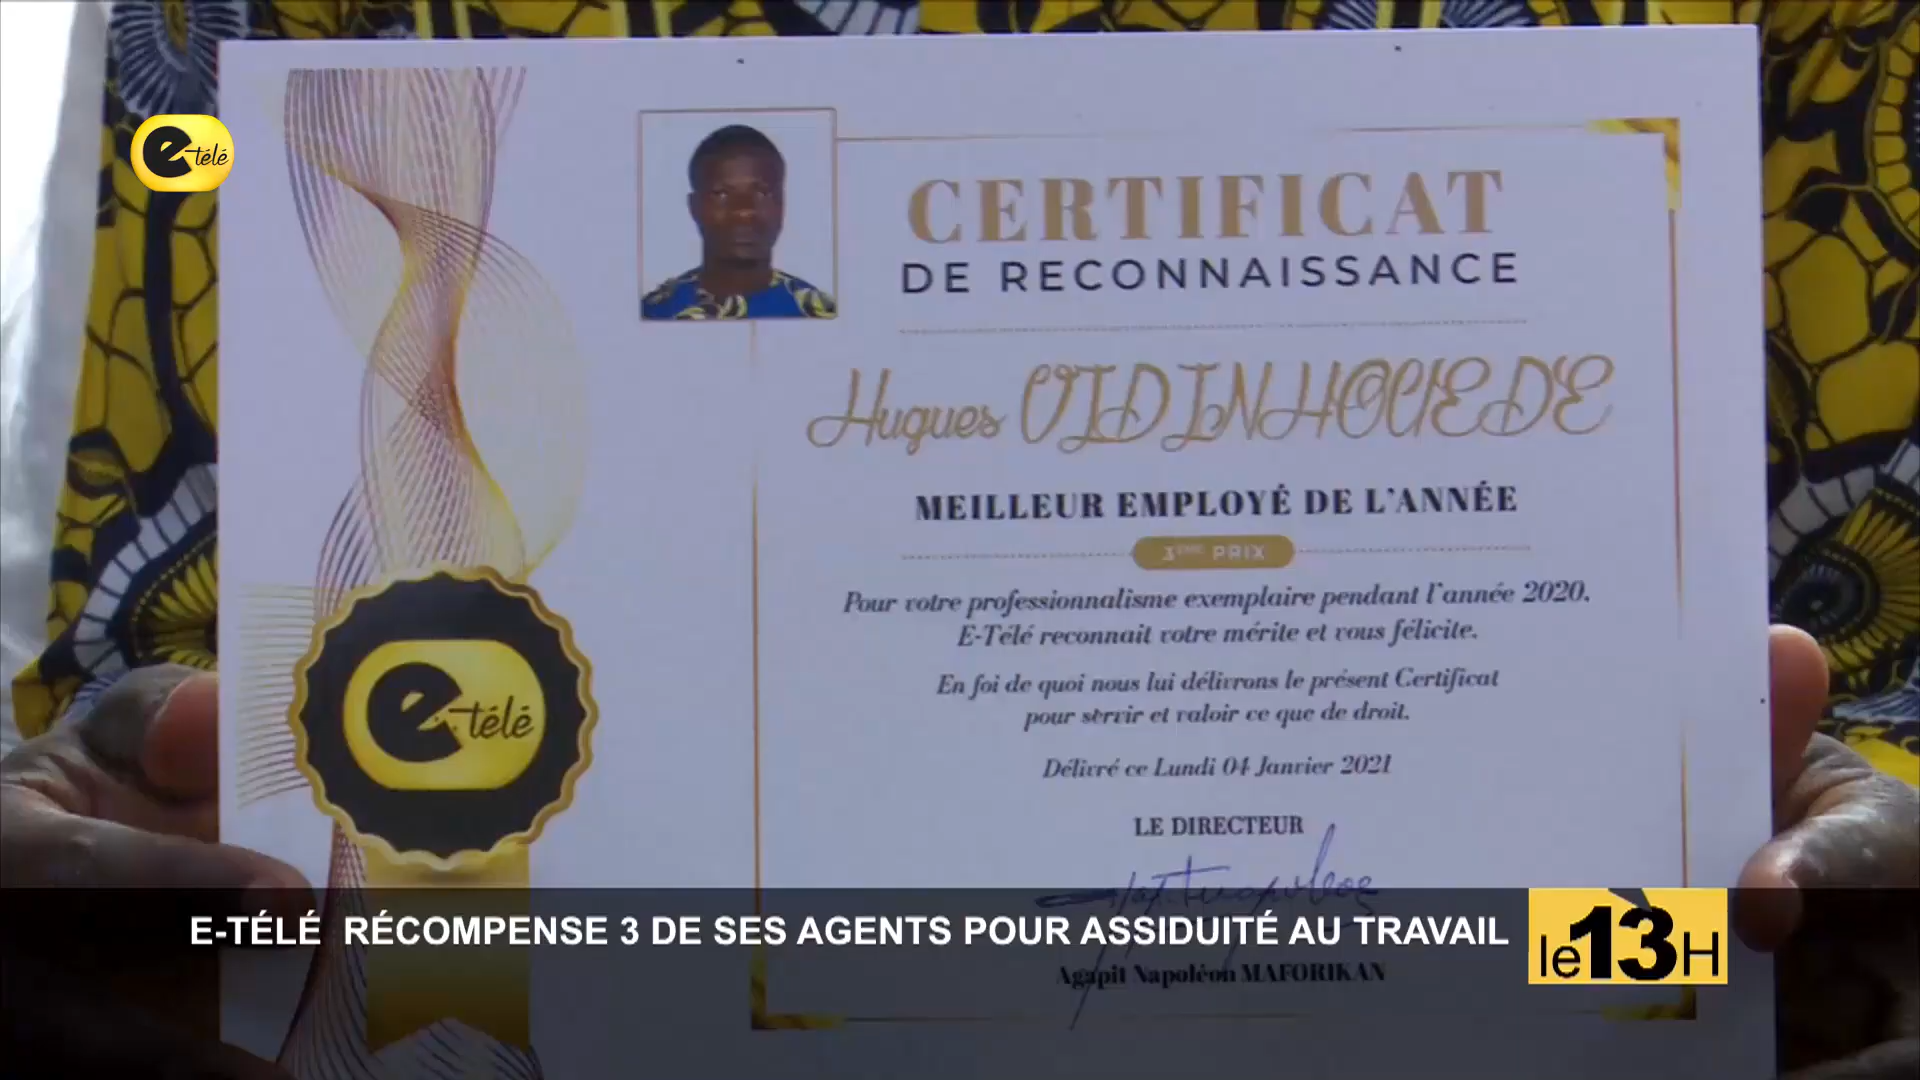 e-télé
CERTIFICAT
DE RECONNAISSANCE
Hugues VIDINHOUEDE
MEILLEUR EMPLOYÉ DE L'ANNÉE
3ÈME PRIX
Pour votre professionnalisme exemplaire pendant l'année 2020.
E-Télé reconnait votre mérite et vous félicite.
En foi de quoi nous lui délivrons le présent Certificat
pour servir et valoir ce que de droit.
Délivré ce Lundi 04 Janvier 2021
e-télé
LE DIRECTEUR
E-TÉLÉ RÉCOMPENSE 3 DE SES AGENTS POUR ASSIDUITÉ AU TRAVAIL
le 13H
Agapit Napoléon MAFORIKAN